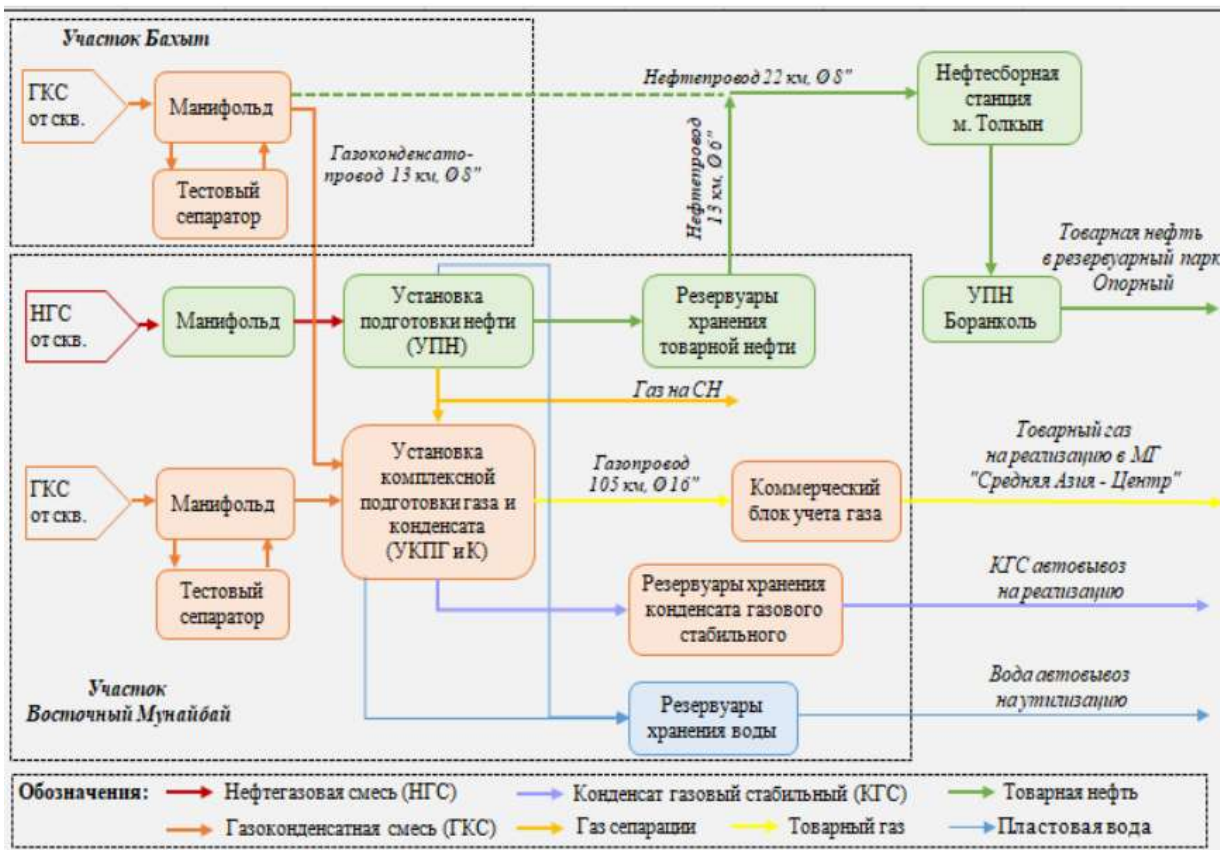 Участок Бахыт
ГКС
от скв.
Манифольд
Тестовый
сепаратор
Газоконденсато-
провод 13 км, Ø 8"
Нефтепровод 22 км, Ø 8"
Нефтепровод
13 км, Ø 6"
Нефтесборная
станция
м. Толкын
НГС
от скв.
Манифольд
Установка
подготовки нефти
(УПН)
Резервуары
хранения
товарной нефти
УПН
Боранколь
Товарная нефть
в резервуарный парк
Опорный
Газ на СН
ГКС
от скв.
Манифольд
Тестовый
сепаратор
Установка
комплексной
подготовки газа и
конденсата
(УКПГ и К)
Газопровод
105 км, Ø 16"
Коммерческий
блок учета газа
Товарный газ
на реализацию в МГ
"Средняя Азия - Центр"
Резервуары хранения
конденсата газового
стабильного
КГС автовывоз
на реализацию
Участок
Восточный Мунайбай
Резервуары
хранения воды
Вода автовывоз
на утилизацию
Обозначения:
Нефтегазовая смесь (НГС)
Конденсат газовый стабильный (КГС)
Товарная нефть
Газоконденсатная смесь (ГКС)
Газ сепарации
Товарный газ
Пластовая вода